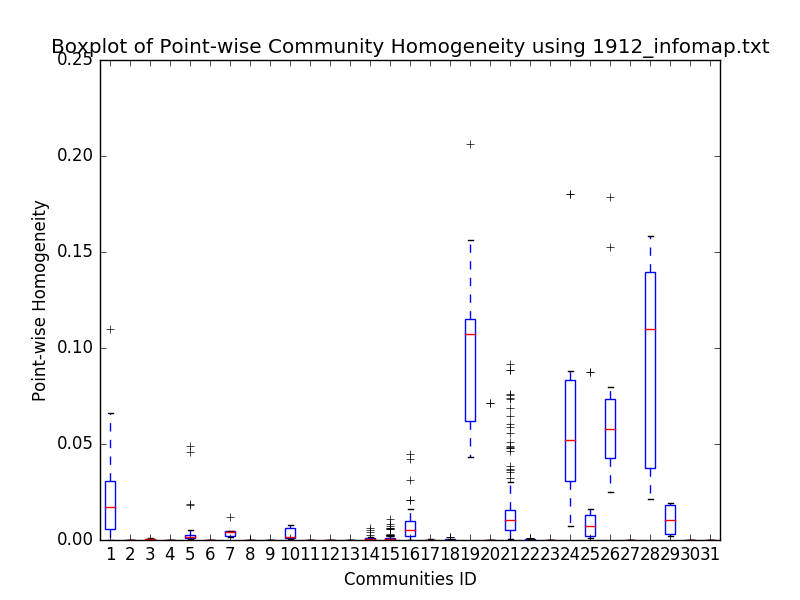 Boxplot of Point-wise Community Homogeneity using 1912_infomap.txt
0.25
0.20
0.15
0.10
0.05
0.00
Point-wise Homogeneity
1 2 3 4 5 6 7 8 9 10 11 12 13 14 15 16 17 18 19 20 21 22 23 24 25 26 27 28 29 30 31
Communities ID